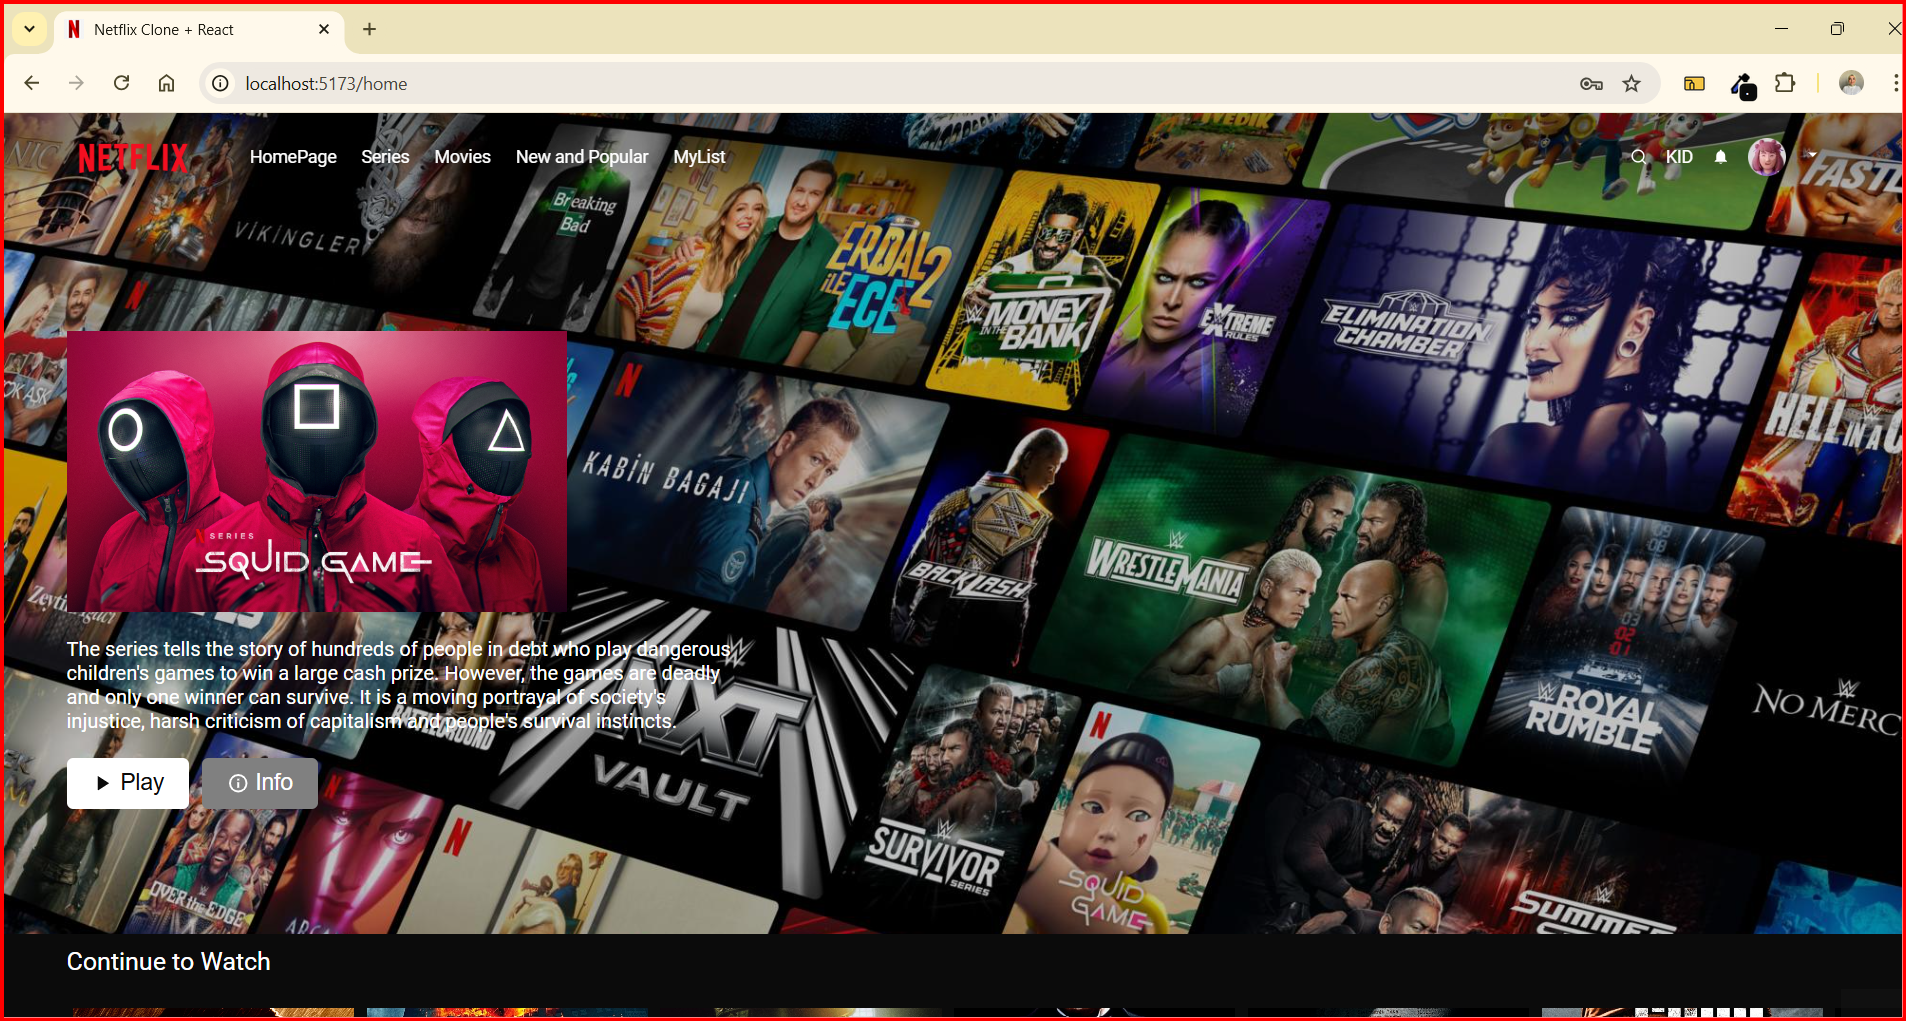 Netflix Clone + React
localhost:5173/home
NETFLIX
HomePage
Series
Movies
New and Popular
MyList
KID
VİKİNGLER
Breaking
Bad
ERDAL
İLE
ECE
2
MONEY
IN THE
BANK
EXTREME
RULES
ELIMINATION
CHAMBER
HELL IN A
SERIES
SQUID GAME
KABİN BAGAJI
BACKLASH
WRESTLEMANIA
ROYAL
RUMBLE
NO MERC
The series tells the story of hundreds of people in debt who play dangerous
children's games to win a large cash prize. However, the games are deadly
and only one winner can survive. It is a moving portrayal of society's
injustice, harsh criticism of capitalism and people's survival instincts.
NXT
VAULT
BATTLEGROUND
Play
Info
SURVIVOR
SERIES
SQUID
GAME
OVER the EDGE
SUMMER
Continue to Watch